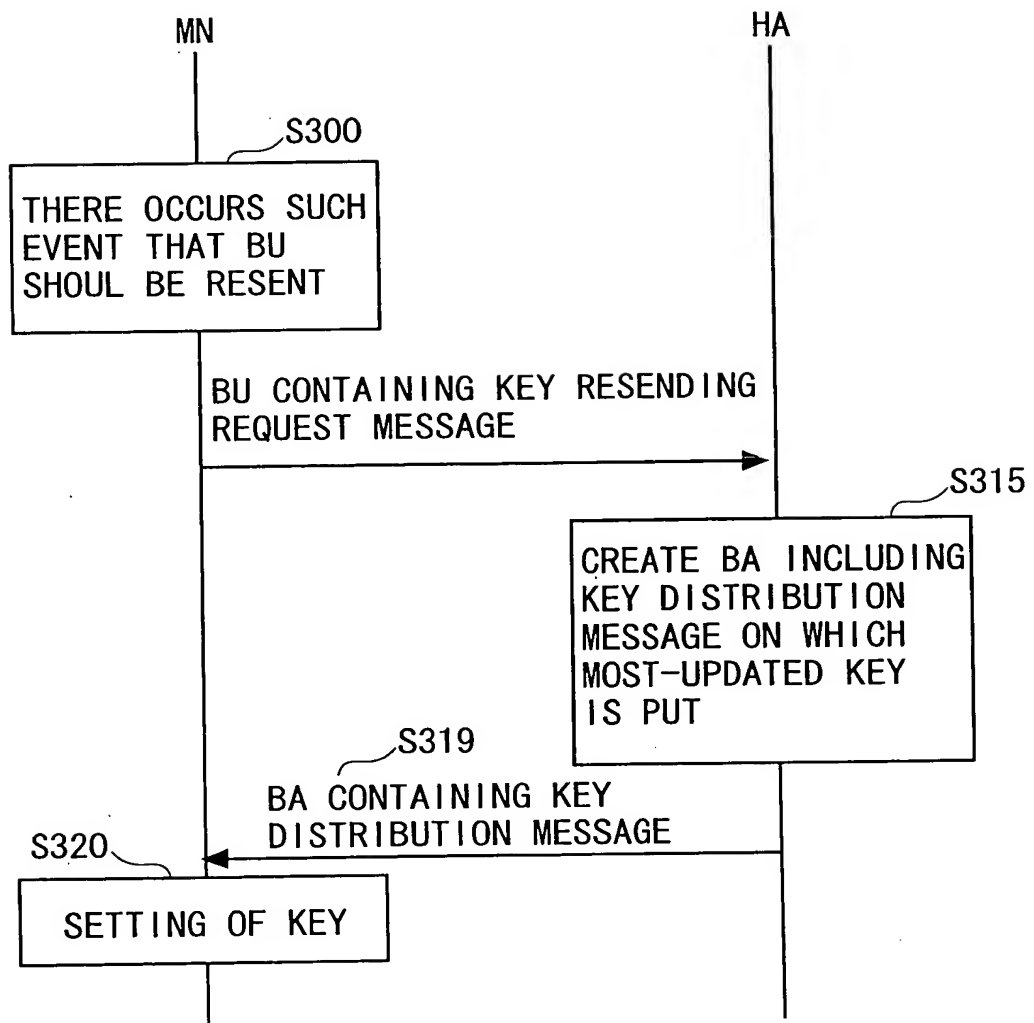 MN
HA
S300
THERE OCCURS SUCH
EVENT THAT BU
SHOUL BE RESENT
BU CONTAINING KEY RESENDING
REQUEST MESSAGE
S315
CREATE BA INCLUDING
KEY DISTRIBUTION
MESSAGE ON WHICH
MOST-UPDATED KEY
IS PUT
S319
BA CONTAINING KEY
DISTRIBUTION MESSAGE
S320
SETTING OF KEY